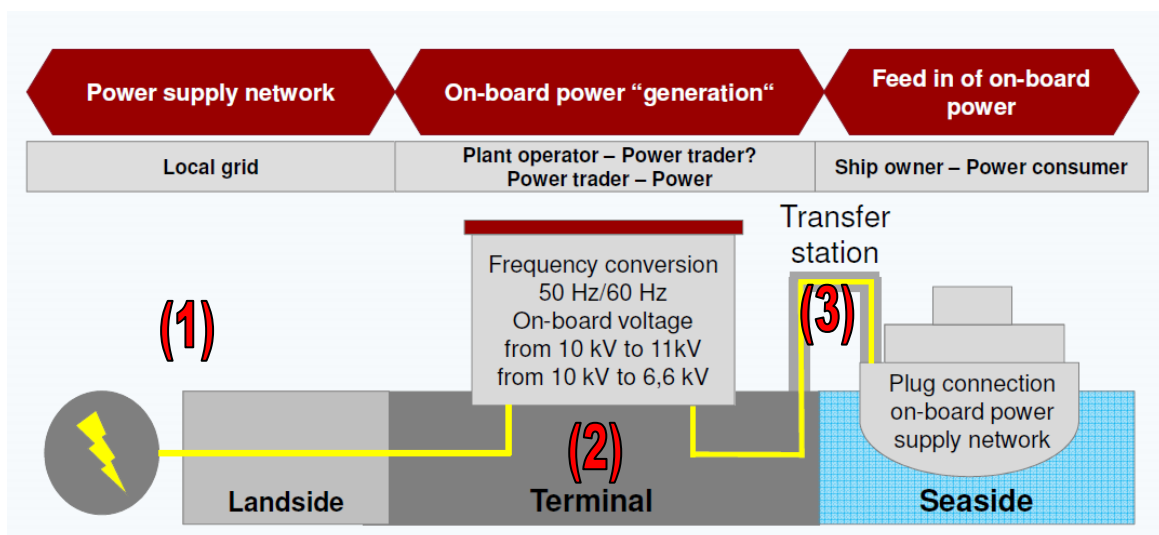 Power supply network
On-board power “generation“
Feed in of on-board
power
Local grid
Plant operator – Power trader?
Power trader – Power
Ship owner – Power consumer
Transfer
station
Frequency conversion
50 Hz/60 Hz
On-board voltage
from 10 kV to 11kV
from 10 kV to 6,6 kV
(1)
(3)
Plug connection
on-board power
supply network
(2)
Landside
Terminal
Seaside